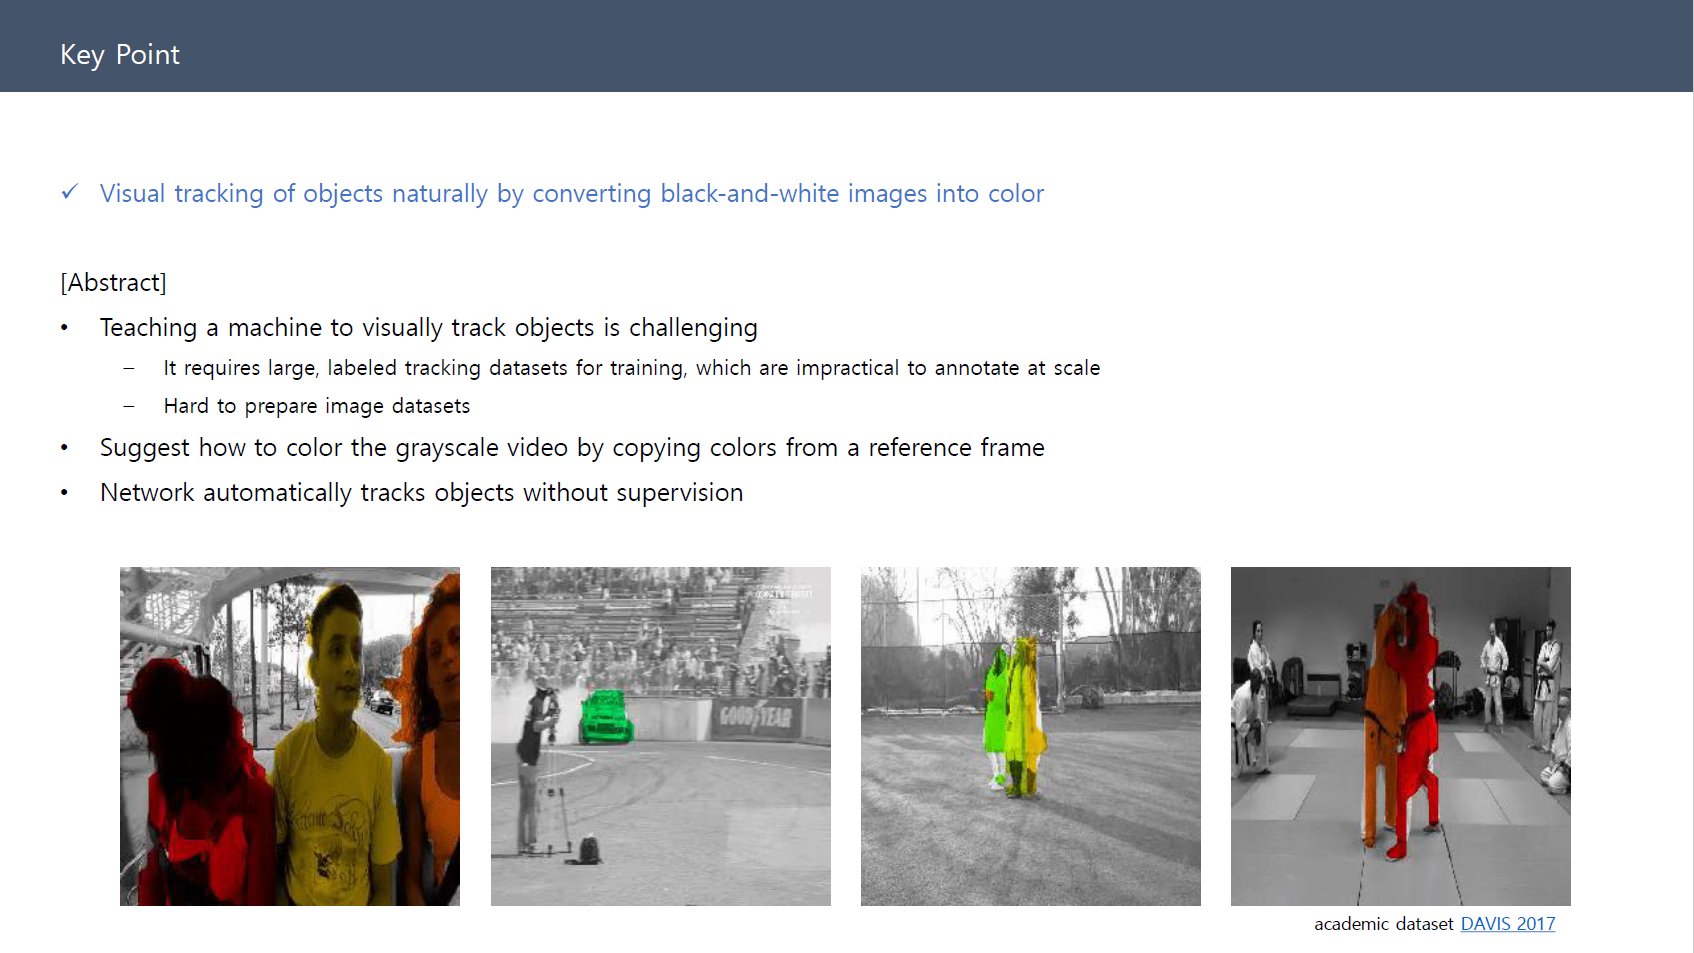 Key Point
✓ Visual tracking of objects naturally by converting black-and-white images into color
[Abstract]
• Teaching a machine to visually track objects is challenging
– It requires large, labeled tracking datasets for training, which are impractical to annotate at scale
– Hard to prepare image datasets
• Suggest how to color the grayscale video by copying colors from a reference frame
• Network automatically tracks objects without supervision
GOODYEAR
academic dataset DAVIS 2017